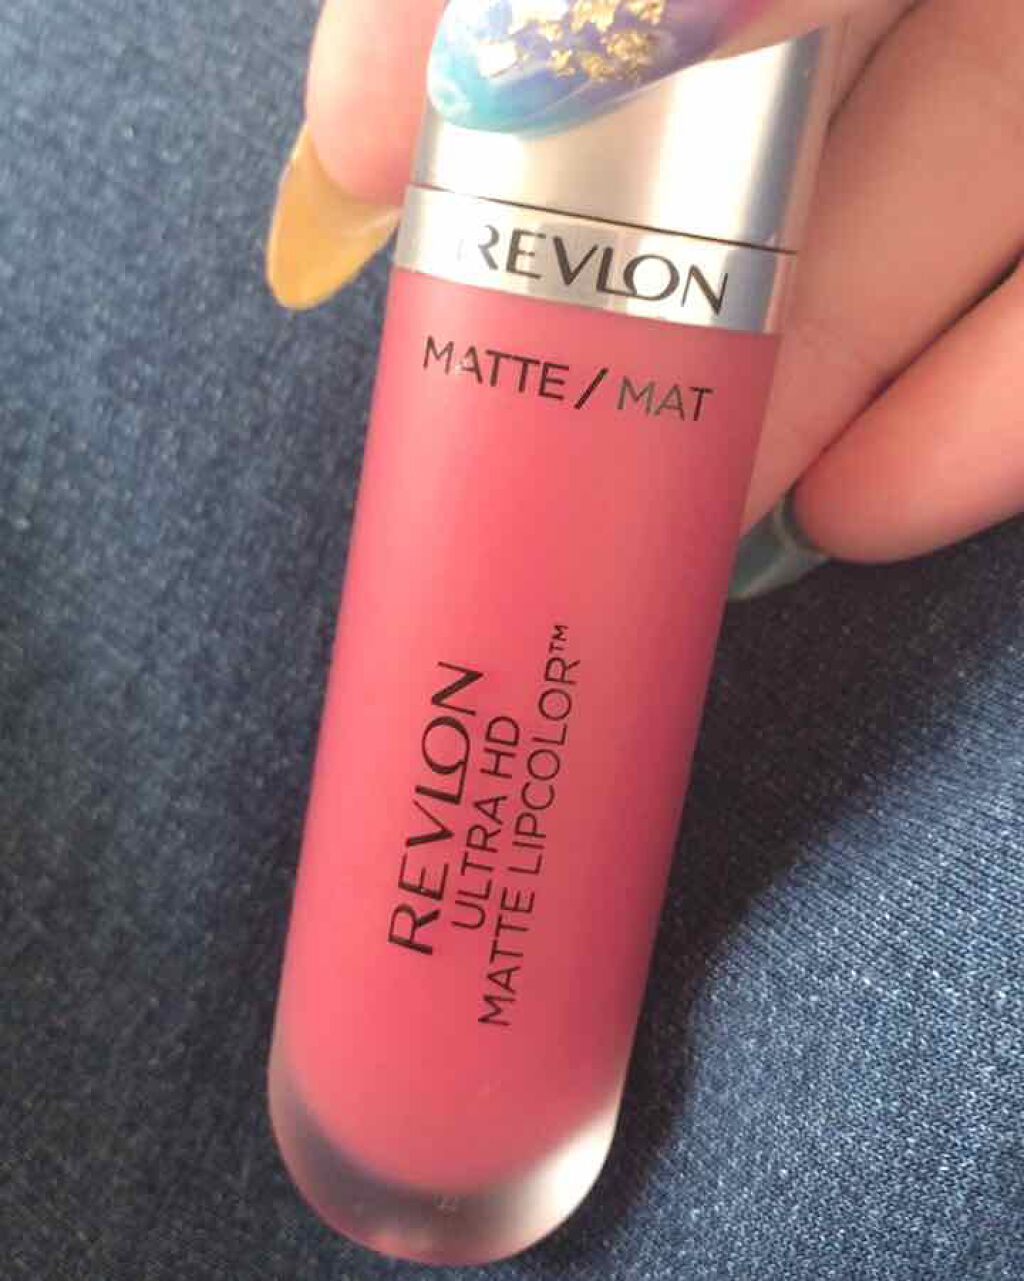 REVLON
MATTE / MAT
REVLON
ULTRA HD
MATTE LIPCOLOR™